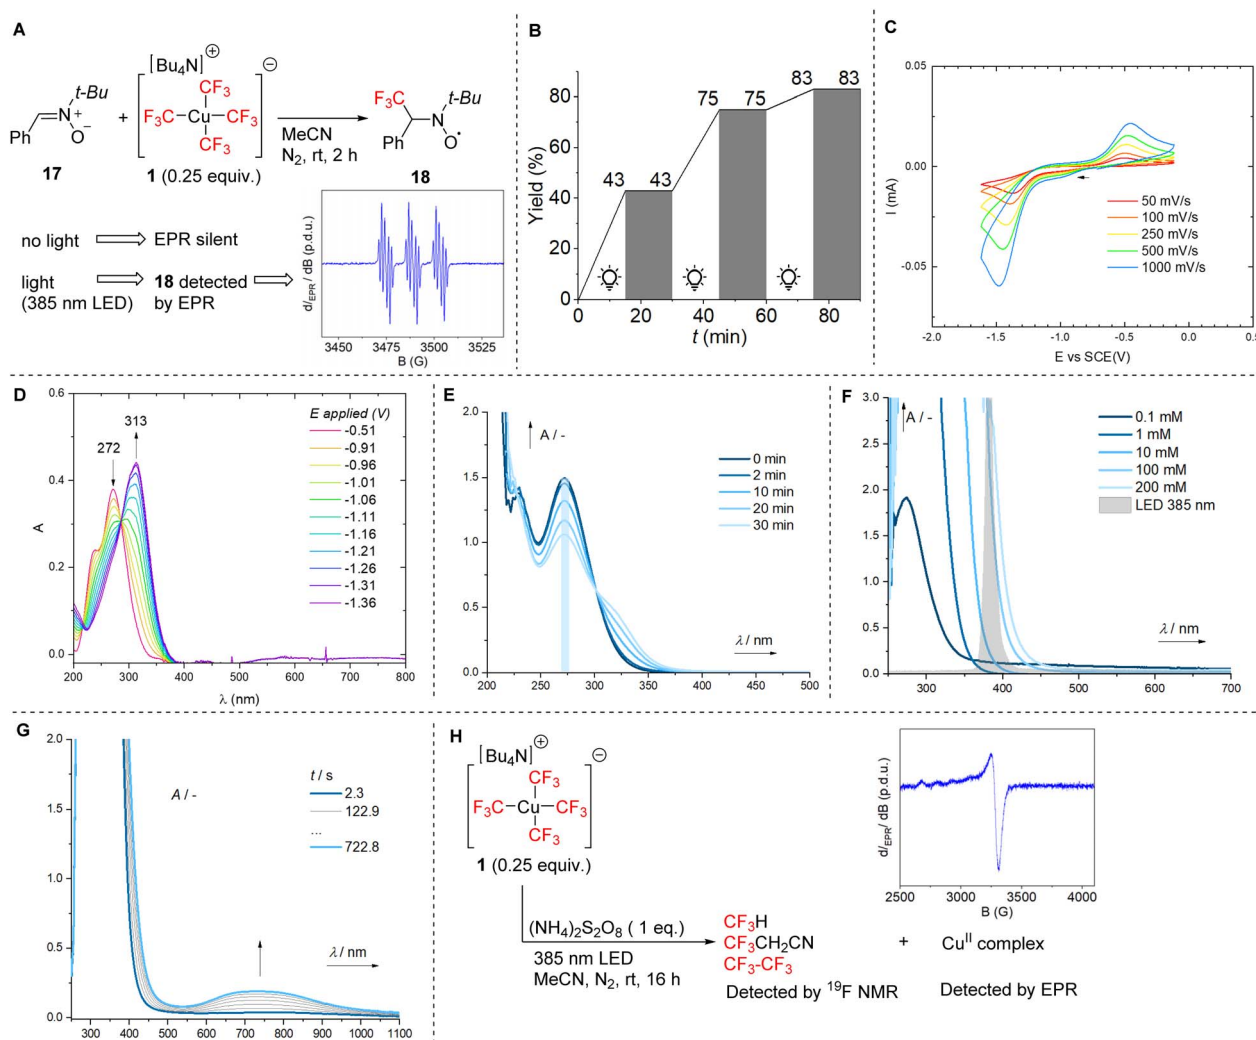 A
[Bu4N]⊕
⊖
t-Bu
N+
O−
Ph
17
+
CF3
F3C—Cu—CF3
CF3
1 (0.25 equiv.)
MeCN
N2, rt, 2 h
F3C
t-Bu
N
O•
Ph
18
no light
EPR silent
light
(385 nm LED)
18 detected
by EPR
dIEPR/ dB (p.d.u.)
3450 3475 3500 3525
B (G)
B
Yield (%)
80
60
40
20
0
43 43
75 75
83 83
0 20 40 60 80
t (min)
C
0.05
0.00
-0.05
I (mA)
50 mV/s
100 mV/s
250 mV/s
500 mV/s
1000 mV/s
-2.0 -1.5 -1.0 -0.5 0.0 0.5
E vs SCE(V)
D
0.6
0.4
0.2
0.0
A
272
313
E applied (V)
-0.51
-0.91
-0.96
-1.01
-1.06
-1.11
-1.16
-1.21
-1.26
-1.31
-1.36
200 300 400 500 600 700 800
λ (nm)
E
2.0
1.5
1.0
0.5
0.0
A / -
0 min
2 min
10 min
20 min
30 min
λ / nm
200 250 300 350 400 450 500
F
3.0
2.5
2.0
1.5
1.0
0.5
0.0
A / -
0.1 mM
1 mM
10 mM
100 mM
200 mM
LED 385 nm
λ / nm
300 400 500 600 700
G
2.0
1.5
1.0
0.5
0.0
A / -
t / s
2.3
122.9
...
722.8
λ / nm
300 400 500 600 700 800 900 1000 1100
H
[Bu4N]⊕
⊖
CF3
F3C—Cu—CF3
CF3
1 (0.25 equiv.)
(NH4)2S2O8 ( 1 eq.)
385 nm LED
MeCN, N2, rt, 16 h
CF3H
CF3CH2CN
CF3-CF3
Detected by 19F NMR
+
dIEPR/ dB (p.d.u.)
2500 3000 3500 4000
B (G)
CuII complex
Detected by EPR